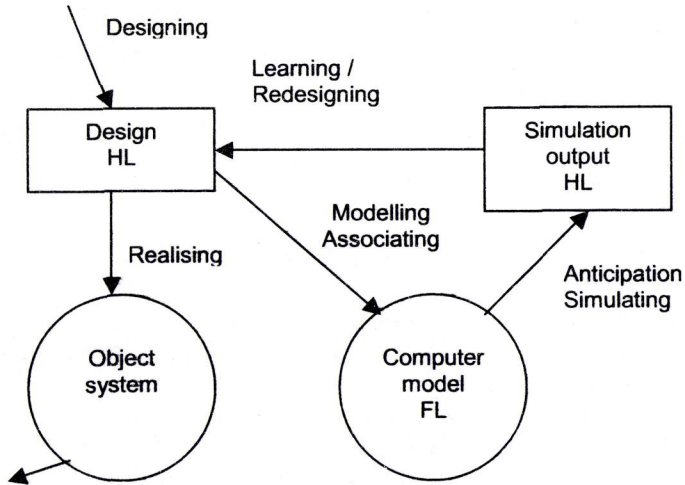 Designing
Learning /
Redesigning
Design
HL
Simulation
output
HL
Modelling
Associating
Realising
Anticipation
Simulating
Object
system
Computer
model
FL